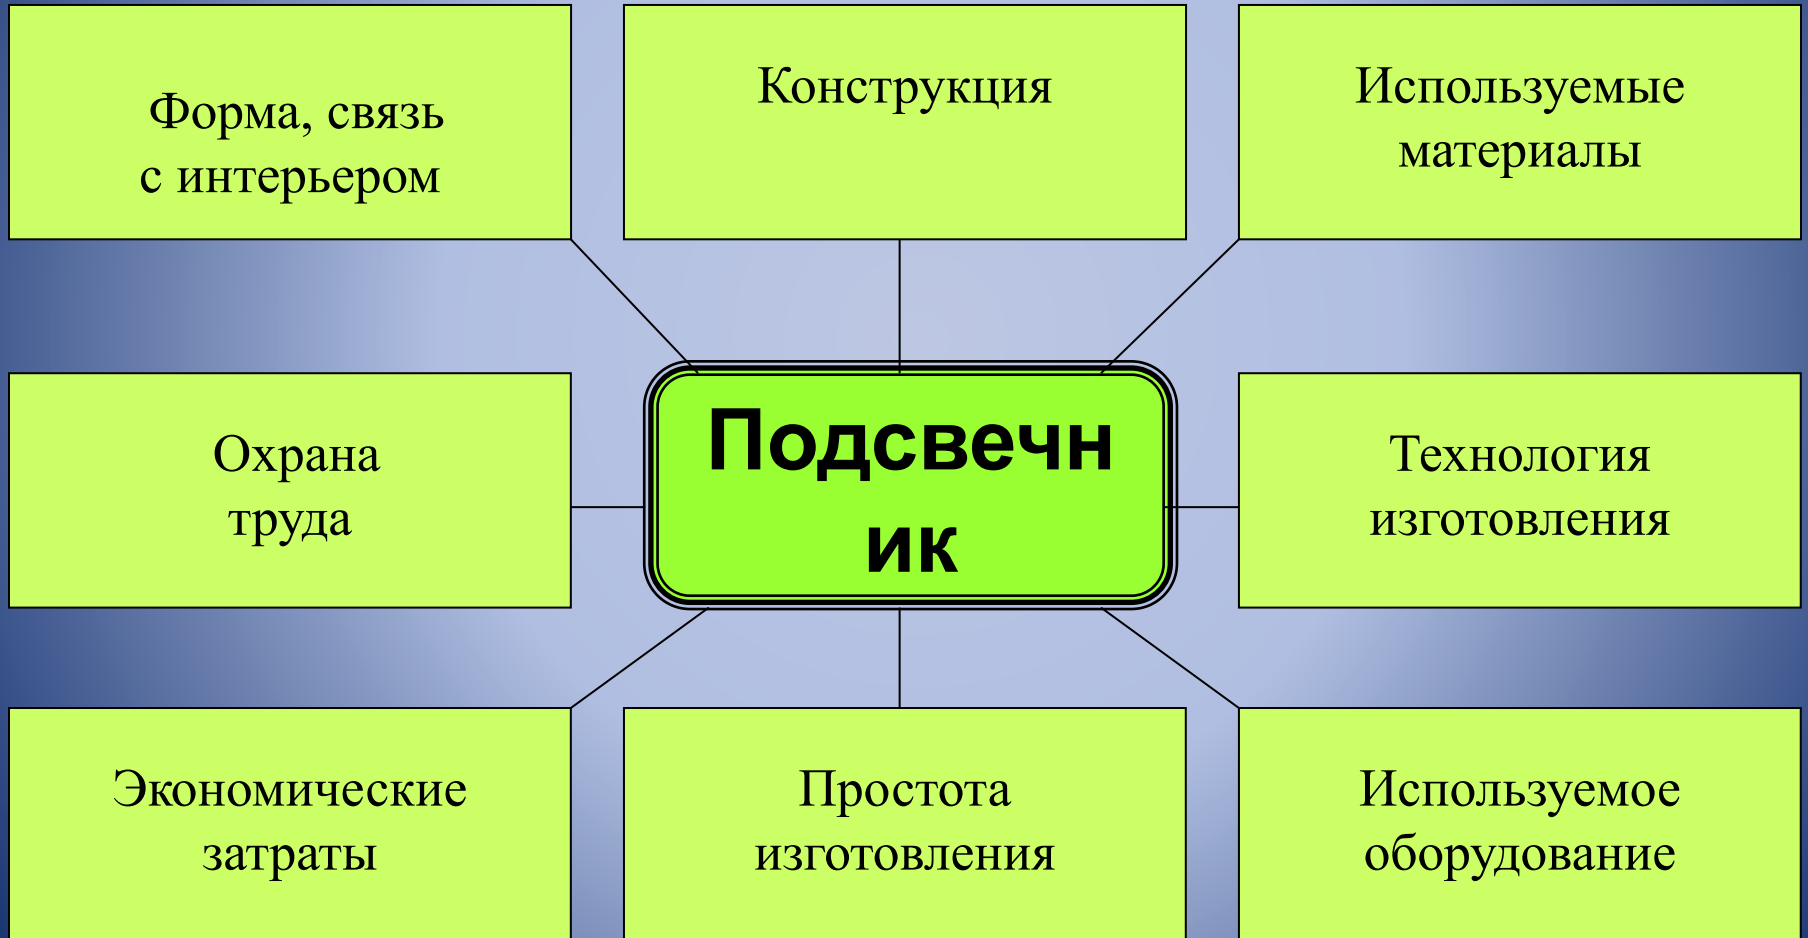 Форма, связь
с интерьером
Конструкция
Используемые
материалы
Охрана
труда
Подсвечн
ик
Технология
изготовления
Экономические
затраты
Простота
изготовления
Используемое
оборудование